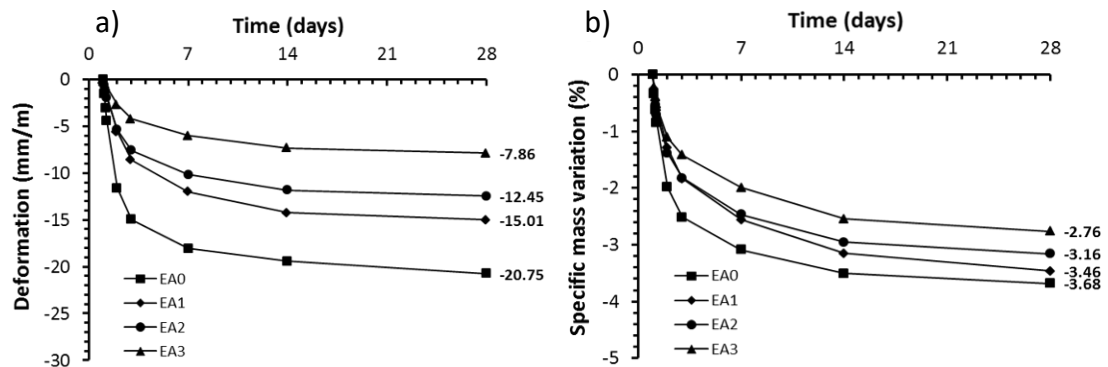 a)
Time (days)
0 7 14 21 28
Deformation (mm/m)
0
-5
-10
-15
-20
-25
-30
-7.86
-12.45
-15.01
-20.75
EA0
EA1
EA2
EA3
b)
Time (days)
0 7 14 21 28
Specific mass variation (%)
0
-1
-2
-3
-4
-5
-2.76
-3.16
-3.46
-3.68
EA0
EA1
EA2
EA3